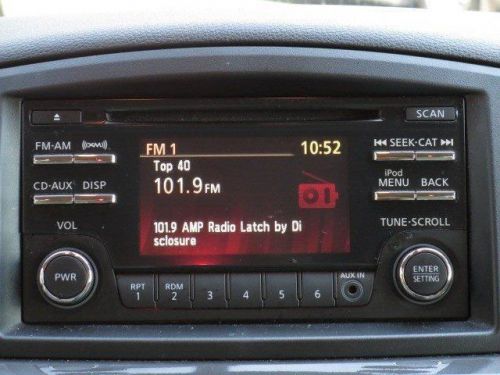 SCAN
FM-AM
CD-AUX DISP
FM 1 10:52
Top 40
101.9 FM
101.9 AMP Radio Latch by Di
sclosure
SEEK-CAT
iPod
MENU BACK
VOL
TUNE-SCROLL
PWR
RPT
1
RDM
2
3
4
5
6
AUX IN
ENTER
SETTING